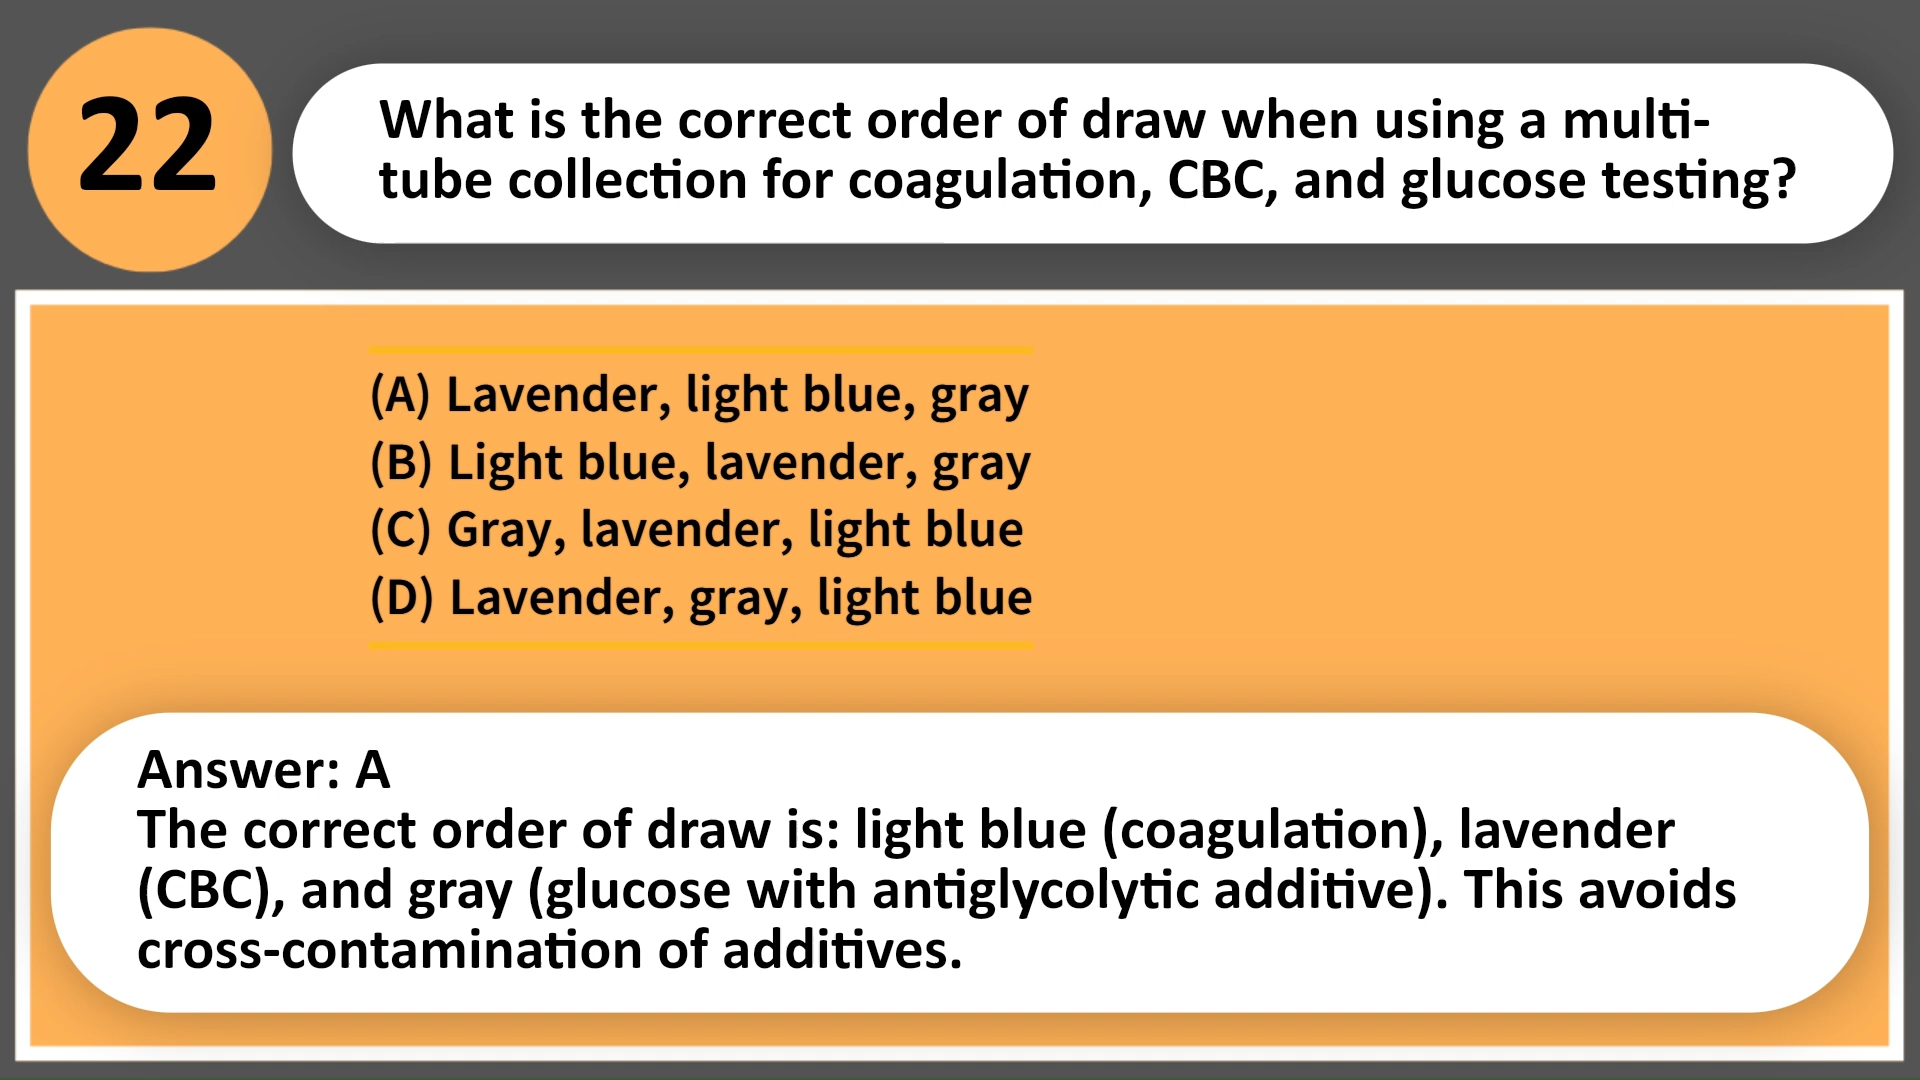 22
What is the correct order of draw when using a multi-
tube collection for coagulation, CBC, and glucose testing?
(A) Lavender, light blue, gray
(B) Light blue, lavender, gray
(C) Gray, lavender, light blue
(D) Lavender, gray, light blue
Answer: A
The correct order of draw is: light blue (coagulation), lavender
(CBC), and gray (glucose with antiglycolytic additive). This avoids
cross-contamination of additives.